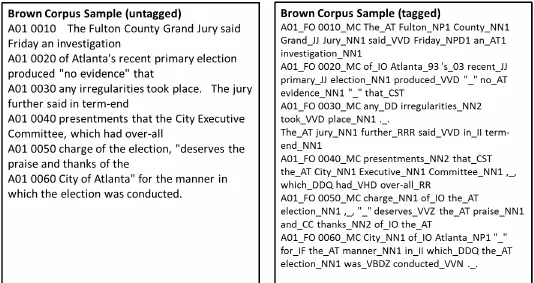 Brown Corpus Sample (untagged)
A01 0010 The Fulton County Grand Jury said
Friday an investigation
A01 0020 of Atlanta's recent primary election
produced "no evidence" that
A01 0030 any irregularities took place. The jury
further said in term-end
A01 0040 presentments that the City Executive
Committee, which had over-all
A01 0050 charge of the election, "deserves the
praise and thanks of the
A01 0060 City of Atlanta" for the manner in
which the election was conducted.
Brown Corpus Sample (tagged)
A01_FO 0010_MC The_AT Fulton_NP1 County_NN1
Grand_JJ Jury_NN1 said_VVD Friday_NPD1 an_AT1
investigation_NN1
A01_FO 0020_MC of_IO Atlanta_93 's_03 recent_JJ
primary_JJ election_NN1 produced_VVD "_" no_AT
evidence_NN1 "_" that_CST
A01_FO 0030_MC any_DD irregularities_NN2
took_VVD place_NN1 ._.
The_AT jury_NN1 further_RRR said_VVD in_II term-
end_NN1
A01_FO 0040_MC presentments_NN2 that_CST
the_AT City_NN1 Executive_NN1 Committee_NN1 ,_,
which_DDQ had_VHD over-all_RR
A01_FO 0050_MC charge_NN1 of_IO the_AT
election_NN1 ,_, "_" deserves_VVZ the_AT praise_NN1
and_CC thanks_NN2 of_IO the_AT
A01_FO 0060_MC City_NN1 of_IO Atlanta_NP1 "_"
for_IF the_AT manner_NN1 in_II which_DDQ the_AT
election_NN1 was_VBDZ conducted_VVN ._.